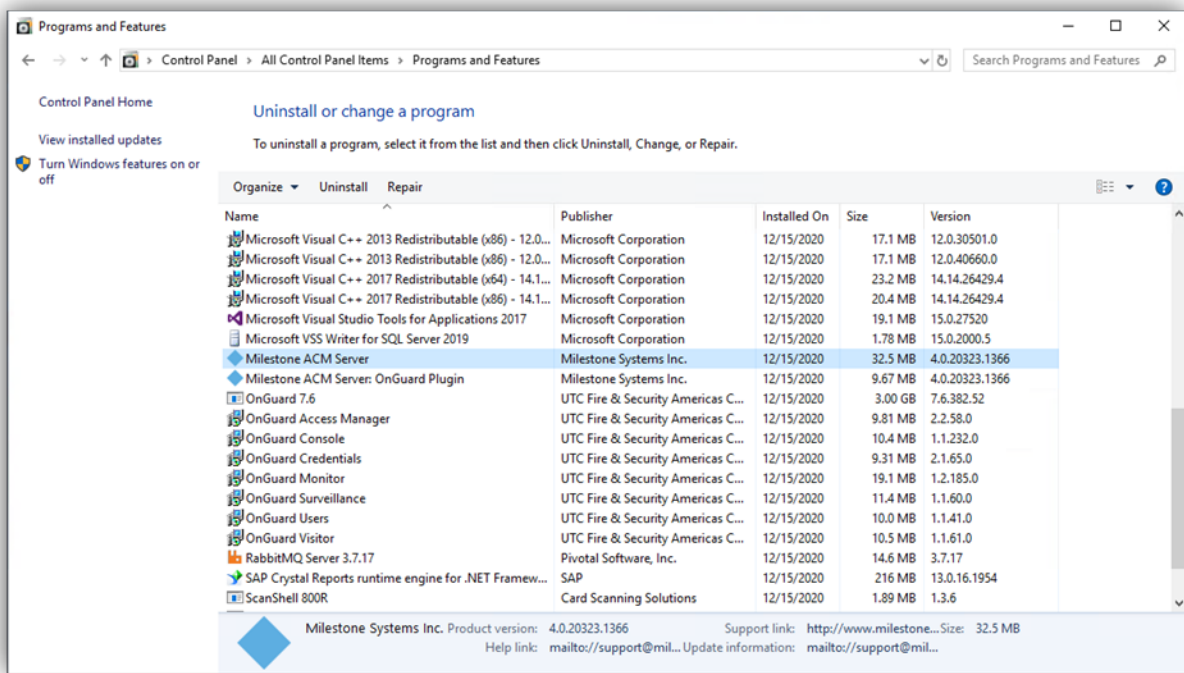 Programs and Features
Control Panel > All Control Panel Items > Programs and Features
Search Programs and Features
Control Panel Home
View installed updates
Turn Windows features on or
off
Uninstall or change a program
To uninstall a program, select it from the list and then click Uninstall, Change, or Repair.
Organize Uninstall Repair
Name Publisher Installed On Size Version
Microsoft Visual C++ 2013 Redistributable (x86) - 12.0... Microsoft Corporation 12/15/2020 17.1 MB 12.0.30501.0
Microsoft Visual C++ 2013 Redistributable (x86) - 12.0... Microsoft Corporation 12/15/2020 17.1 MB 12.0.40660.0
Microsoft Visual C++ 2017 Redistributable (x64) - 14.1... Microsoft Corporation 12/15/2020 23.2 MB 14.14.26429.4
Microsoft Visual C++ 2017 Redistributable (x86) - 14.1... Microsoft Corporation 12/15/2020 20.4 MB 14.14.26429.4
Microsoft Visual Studio Tools for Applications 2017 Microsoft Corporation 12/15/2020 19.1 MB 15.0.27520
Microsoft VSS Writer for SQL Server 2019 Microsoft Corporation 12/15/2020 1.78 MB 15.0.2000.5
Milestone ACM Server Milestone Systems Inc. 12/15/2020 32.5 MB 4.0.20323.1366
Milestone ACM Server: OnGuard Plugin Milestone Systems Inc. 12/15/2020 9.67 MB 4.0.20323.1366
OnGuard 7.6 UTC Fire & Security Americas C... 12/15/2020 3.00 GB 7.6.382.52
OnGuard Access Manager UTC Fire & Security Americas C... 12/15/2020 9.81 MB 2.2.58.0
OnGuard Console UTC Fire & Security Americas C... 12/15/2020 10.4 MB 1.1.232.0
OnGuard Credentials UTC Fire & Security Americas C... 12/15/2020 9.31 MB 2.1.65.0
OnGuard Monitor UTC Fire & Security Americas C... 12/15/2020 19.1 MB 1.2.185.0
OnGuard Surveillance UTC Fire & Security Americas C... 12/15/2020 11.4 MB 1.1.60.0
OnGuard Users UTC Fire & Security Americas C... 12/15/2020 10.0 MB 1.1.41.0
OnGuard Visitor UTC Fire & Security Americas C... 12/15/2020 10.5 MB 1.1.61.0
RabbitMQ Server 3.7.17 Pivotal Software, Inc. 12/15/2020 14.6 MB 3.7.17
SAP Crystal Reports runtime engine for .NET Framew... SAP 12/15/2020 216 MB 13.0.16.1954
ScanShell 800R Card Scanning Solutions 12/15/2020 1.89 MB 1.3.6
Milestone Systems Inc. Product version: 4.0.20323.1366 Support link: http://www.milestone... Size: 32.5 MB
Help link: mailto://support@mil... Update information: mailto://support@mil...